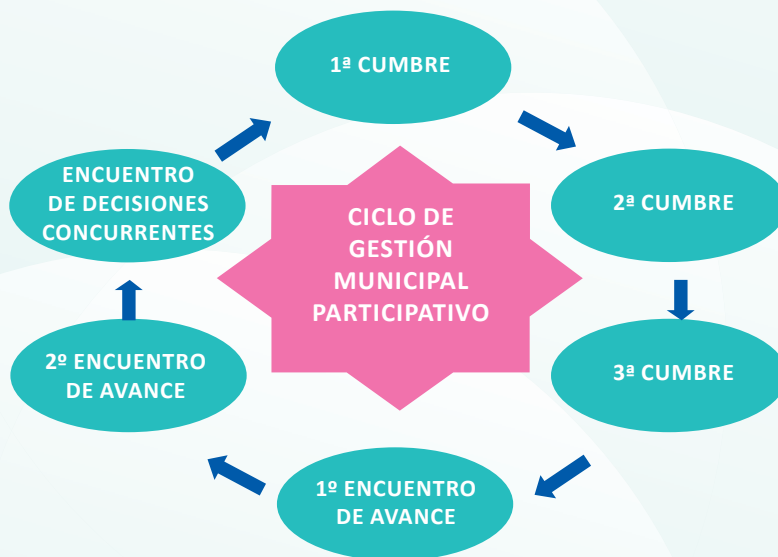 1ª CUMBRE
2ª CUMBRE
3ª CUMBRE
1º ENCUENTRO
DE AVANCE
2º ENCUENTRO
DE AVANCE
ENCUENTRO
DE DECISIONES
CONCURRENTES
CICLO DE
GESTIÓN
MUNICIPAL
PARTICIPATIVO